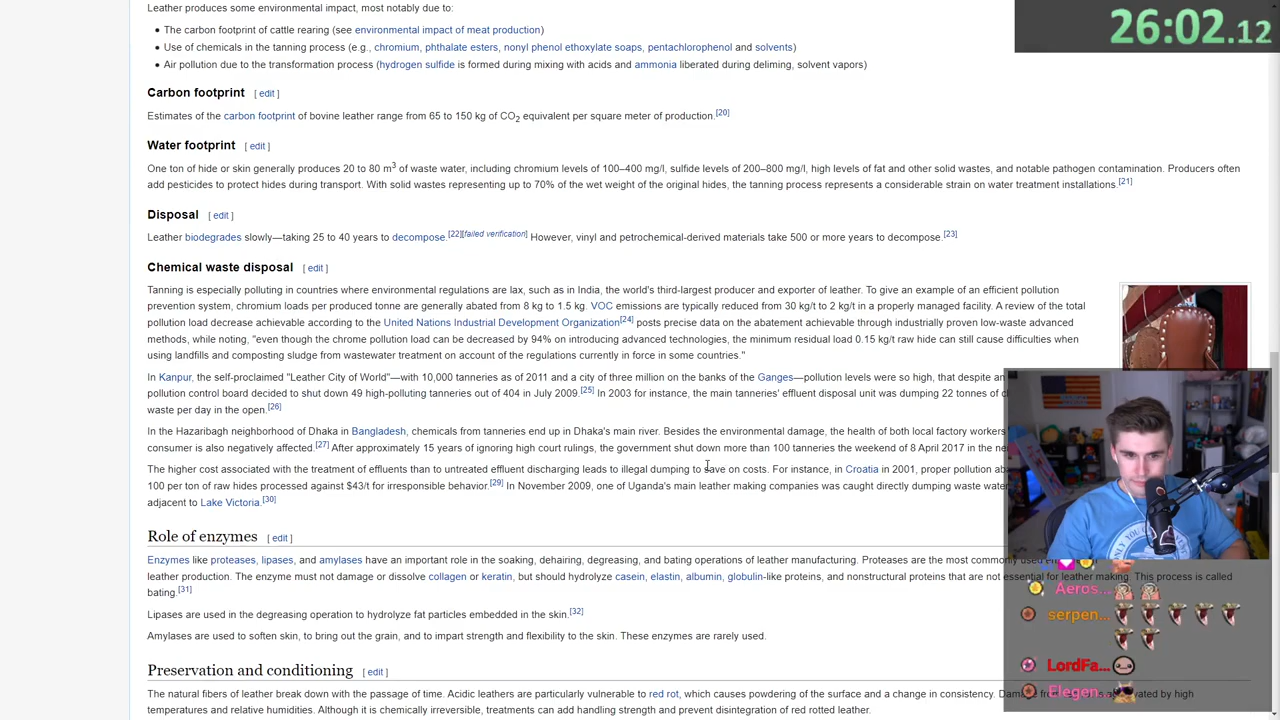 Leather produces some environmental impact, most notably due to:
26:02.12
• The carbon footprint of cattle rearing (see environmental impact of meat production)
• Use of chemicals in the tanning process (e.g., chromium, phthalate esters, nonyl phenol ethoxylate soaps, pentachlorophenol and solvents)
• Air pollution due to the transformation process (hydrogen sulfide is formed during mixing with acids and ammonia liberated during deliming, solvent vapors)
Carbon footprint [ edit ]
Estimates of the carbon footprint of bovine leather range from 65 to 150 kg of CO2 equivalent per square meter of production.[20]
Water footprint [ edit ]
One ton of hide or skin generally produces 20 to 80 m3 of waste water, including chromium levels of 100–400 mg/l, sulfide levels of 200–800 mg/l, high levels of fat and other solid wastes, and notable pathogen contamination. Producers often
add pesticides to protect hides during transport. With solid wastes representing up to 70% of the wet weight of the original hides, the tanning process represents a considerable strain on water treatment installations.[21]
Disposal [ edit ]
Leather biodegrades slowly—taking 25 to 40 years to decompose.[22][failed verification] However, vinyl and petrochemical-derived materials take 500 or more years to decompose.[23]
Chemical waste disposal [ edit ]
Tanning is especially polluting in countries where environmental regulations are lax, such as in India, the world's third-largest producer and exporter of leather. To give an example of an efficient pollution
prevention system, chromium loads per produced tonne are generally abated from 8 kg to 1.5 kg. VOC emissions are typically reduced from 30 kg/t to 2 kg/t in a properly managed facility. A review of the total
pollution load decrease achievable according to the United Nations Industrial Development Organization[24] posts precise data on the abatement achievable through industrially proven low-waste advanced
methods, while noting, "even though the chrome pollution load can be decreased by 94% on introducing advanced technologies, the minimum residual load 0.15 kg/t raw hide can still cause difficulties when
using landfills and composting sludge from wastewater treatment on account of the regulations currently in force in some countries."
In Kanpur, the self-proclaimed "Leather City of World"—with 10,000 tanneries as of 2011 and a city of three million on the banks of the Ganges—pollution levels were so high, that despite an
pollution control board decided to shut down 49 high-polluting tanneries out of 404 in July 2009.[25] In 2003 for instance, the main tanneries' effluent disposal unit was dumping 22 tonnes of c
waste per day in the open.[26]
In the Hazaribagh neighborhood of Dhaka in Bangladesh, chemicals from tanneries end up in Dhaka's main river. Besides the environmental damage, the health of both local factory workers
consumer is also negatively affected.[27] After approximately 15 years of ignoring high court rulings, the government shut down more than 100 tanneries the weekend of 8 April 2017 in the ne
The higher cost associated with the treatment of effluents than to untreated effluent discharging leads to illegal dumping to save on costs. For instance, in Croatia in 2001, proper pollution aba
100 per ton of raw hides processed against $43/t for irresponsible behavior.[29] In November 2009, one of Uganda's main leather making companies was caught directly dumping waste water
adjacent to Lake Victoria.[30]
Role of enzymes [ edit ]
Enzymes like proteases, lipases, and amylases have an important role in the soaking, dehairing, degreasing, and bating operations of leather manufacturing. Proteases are the most commonly
leather production. The enzyme must not damage or dissolve collagen or keratin, but should hydrolyze casein, elastin, albumin, globulin-like proteins, and nonstructural proteins that are not essential for leather making. This process is called
bating.[31]
Lipases are used in the degreasing operation to hydrolyze fat particles embedded in the skin.[32]
Amylases are used to soften skin, to bring out the grain, and to impart strength and flexibility to the skin. These enzymes are rarely used.
Aeros...
serpen...
LordFa...
Elegen...
Preservation and conditioning [ edit ]
The natural fibers of leather break down with the passage of time. Acidic leathers are particularly vulnerable to red rot, which causes powdering of the surface and a change in consistency. by high
temperatures and relative humidities. Although it is chemically irreversible, treatments can add handling strength and prevent disintegration of red rotted leather.